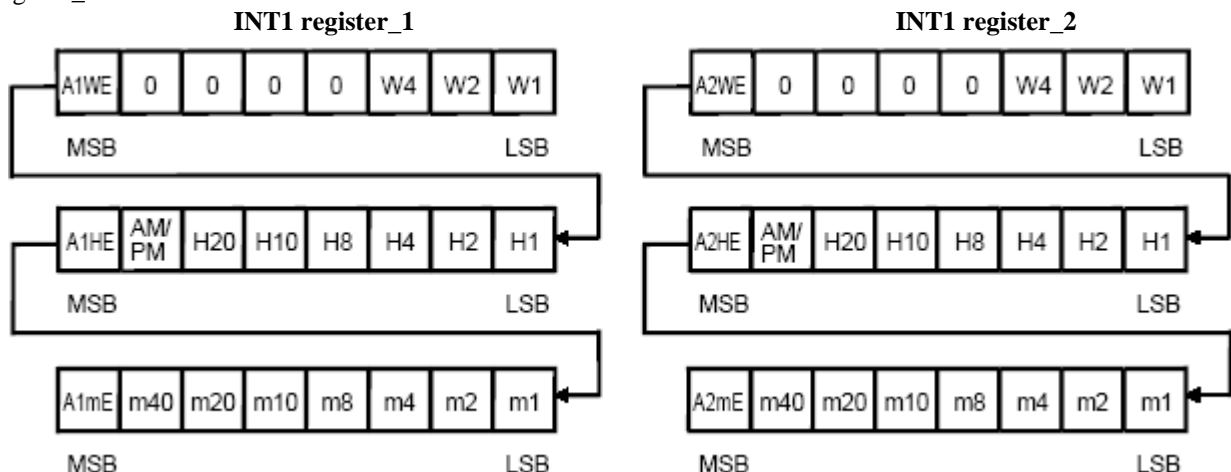 INT1 register_1 INT1 register_2
A1WE 0 0 0 0 W4 W2 W1 A2WE 0 0 0 0 W4 W2 W1
MSB LSB MSB LSB
A1HE AM/PM H20 H10 H8 H4 H2 H1 A2HE AM/PM H20 H10 H8 H4 H2 H1
MSB LSB MSB LSB
A1mE m40 m20 m10 m8 m4 m2 m1 A2mE m40 m20 m10 m8 m4 m2 m1
MSB LSB MSB LSB